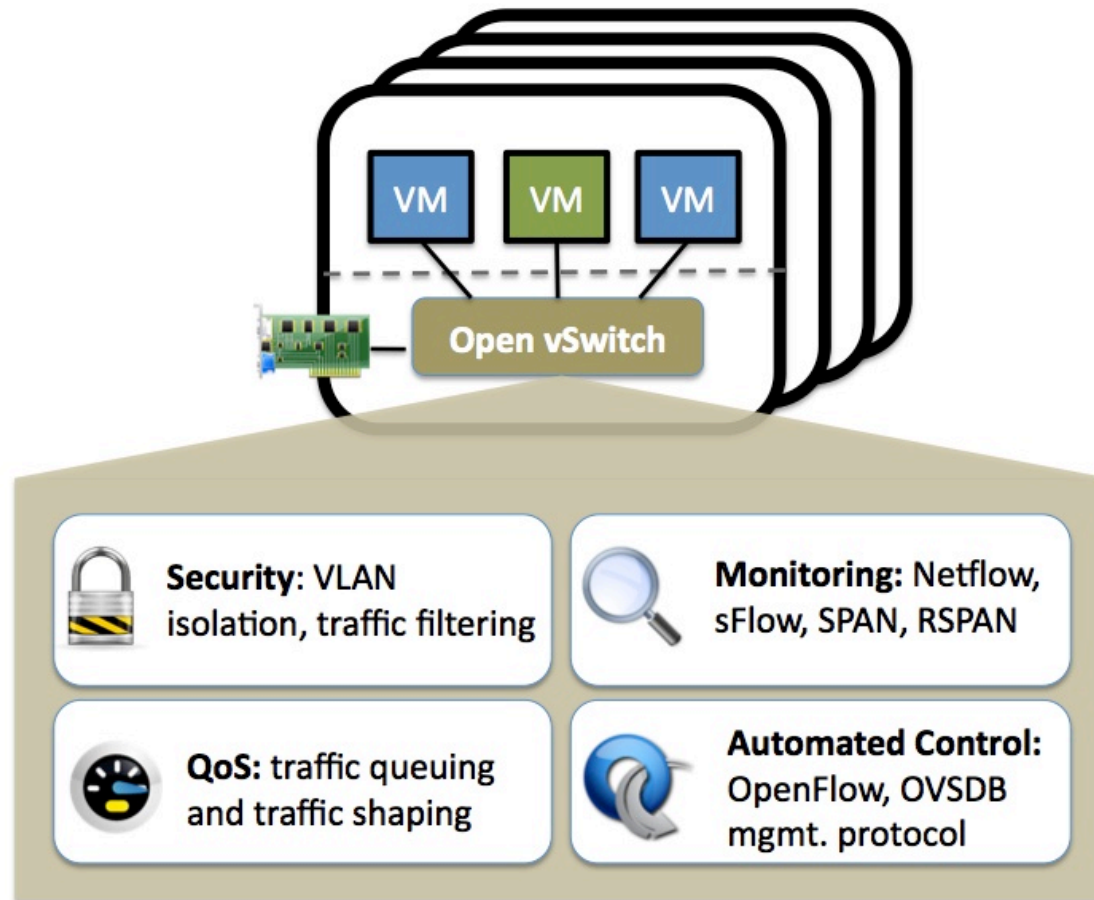 VM VM VM
Open vSwitch
Security: VLAN
isolation, traffic filtering
Monitoring: Netflow,
sFlow, SPAN, RSPAN
QoS: traffic queuing
and traffic shaping
Automated Control:
OpenFlow, OVSDB
mgmt. protocol